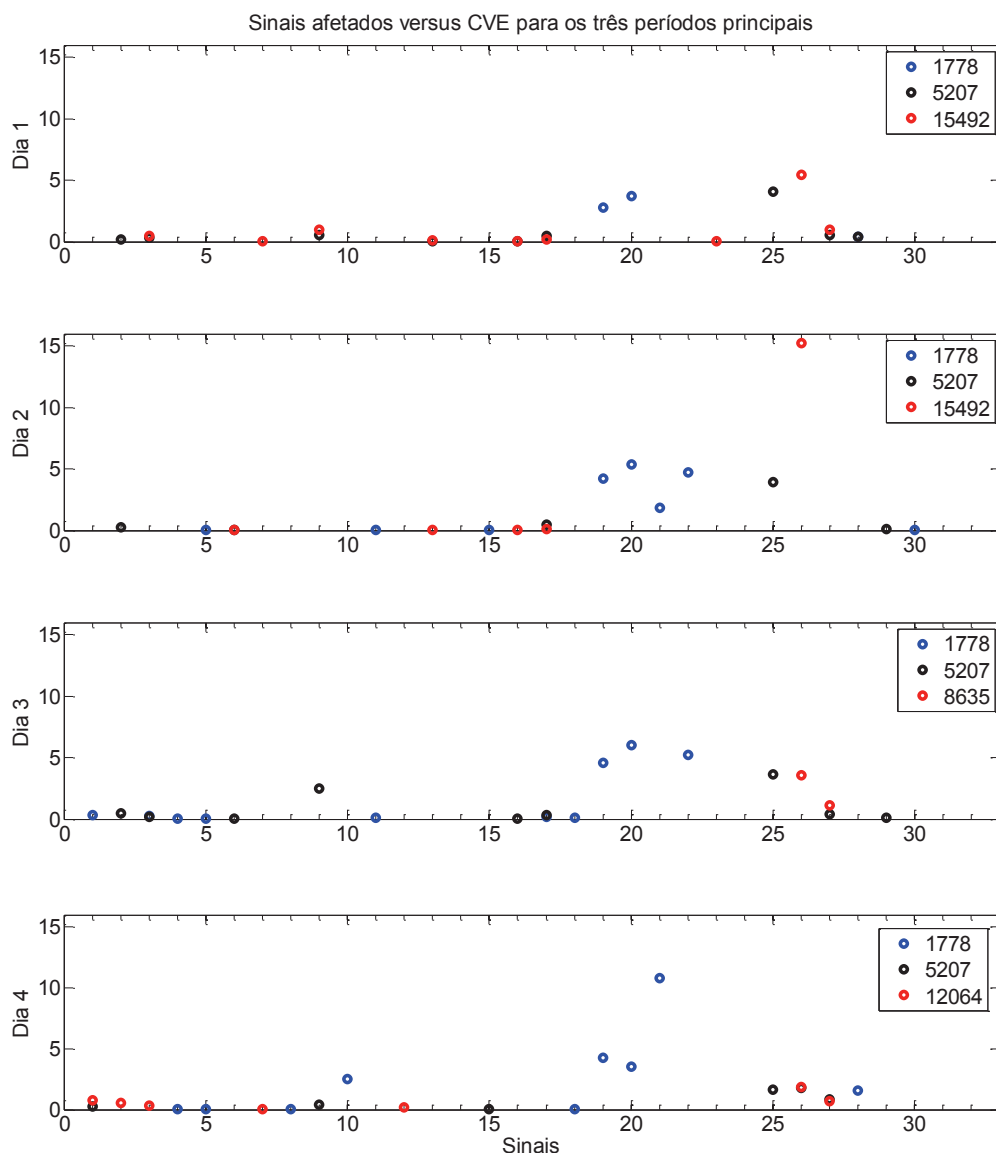 Sinais afetados versus CVE para os três períodos principais
15
10
5
0
Dia 1
1778
5207
15492
0 5 10 15 20 25 30
15
10
5
0
Dia 2
1778
5207
15492
0 5 10 15 20 25 30
15
10
5
0
Dia 3
1778
5207
8635
0 5 10 15 20 25 30
15
10
5
0
Dia 4
1778
5207
12064
0 5 10 15 20 25 30
Sinais